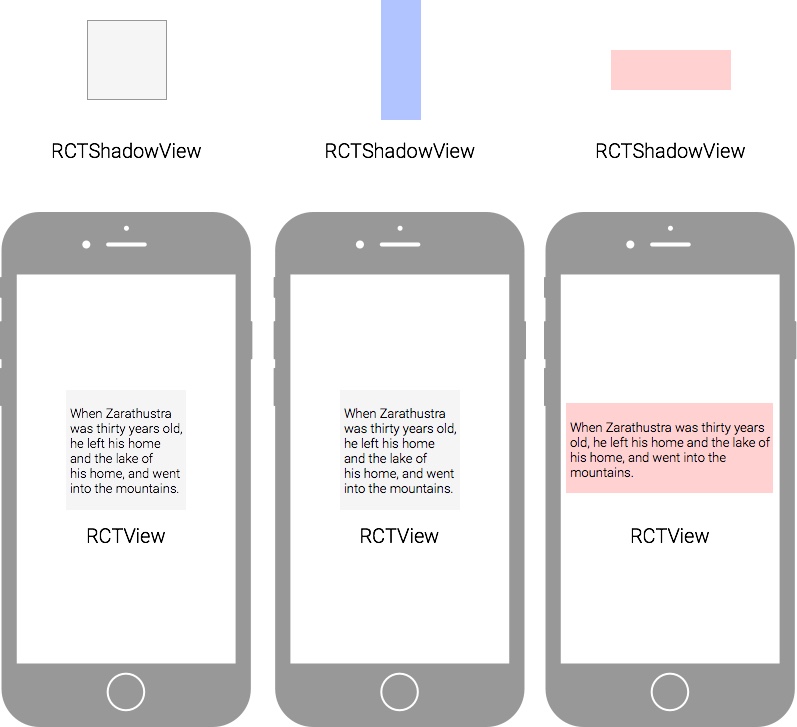 RCTShadowView
RCTShadowView
RCTShadowView
When Zarathustra
was thirty years old,
he left his home
and the lake of
his home, and went
into the mountains.
RCTView
When Zarathustra
was thirty years old,
he left his home
and the lake of
his home, and went
into the mountains.
RCTView
When Zarathustra was thirty years
old, he left his home and the lake of
his home, and went into the
mountains.
RCTView